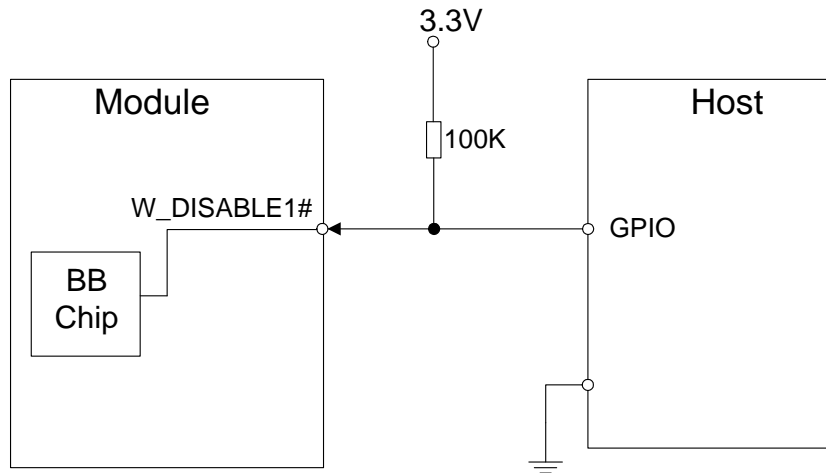 3.3V
Module
Host
100K
W_DISABLE1#
GPIO
BB
Chip